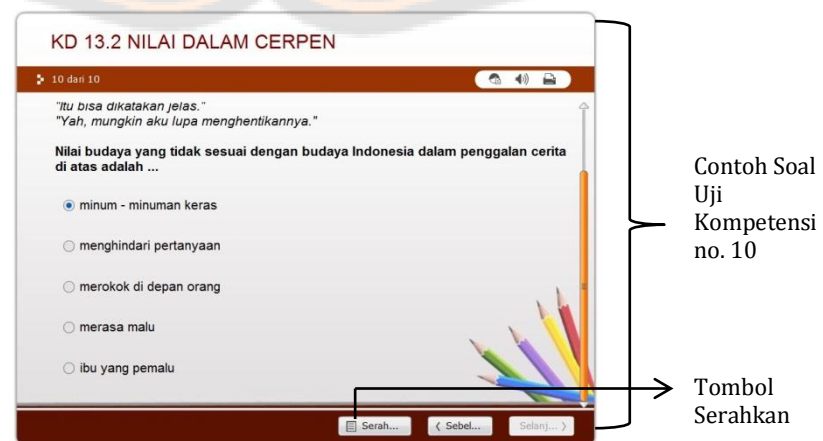 KD 13.2 NILAI DALAM CERPEN
10 dari 10
"Itu bisa dikatakan jelas."
"Yah, mungkin aku lupa menghentikannya."
Nilai budaya yang tidak sesuai dengan budaya Indonesia dalam penggalan cerita
di atas adalah ...
minum - minuman keras
menghindari pertanyaan
merokok di depan orang
merasa malu
ibu yang pemalu
Serah...
Sebel...
Selanj...
Contoh Soal
Uji
Kompetensi
no. 10
Tombol
Serahkan